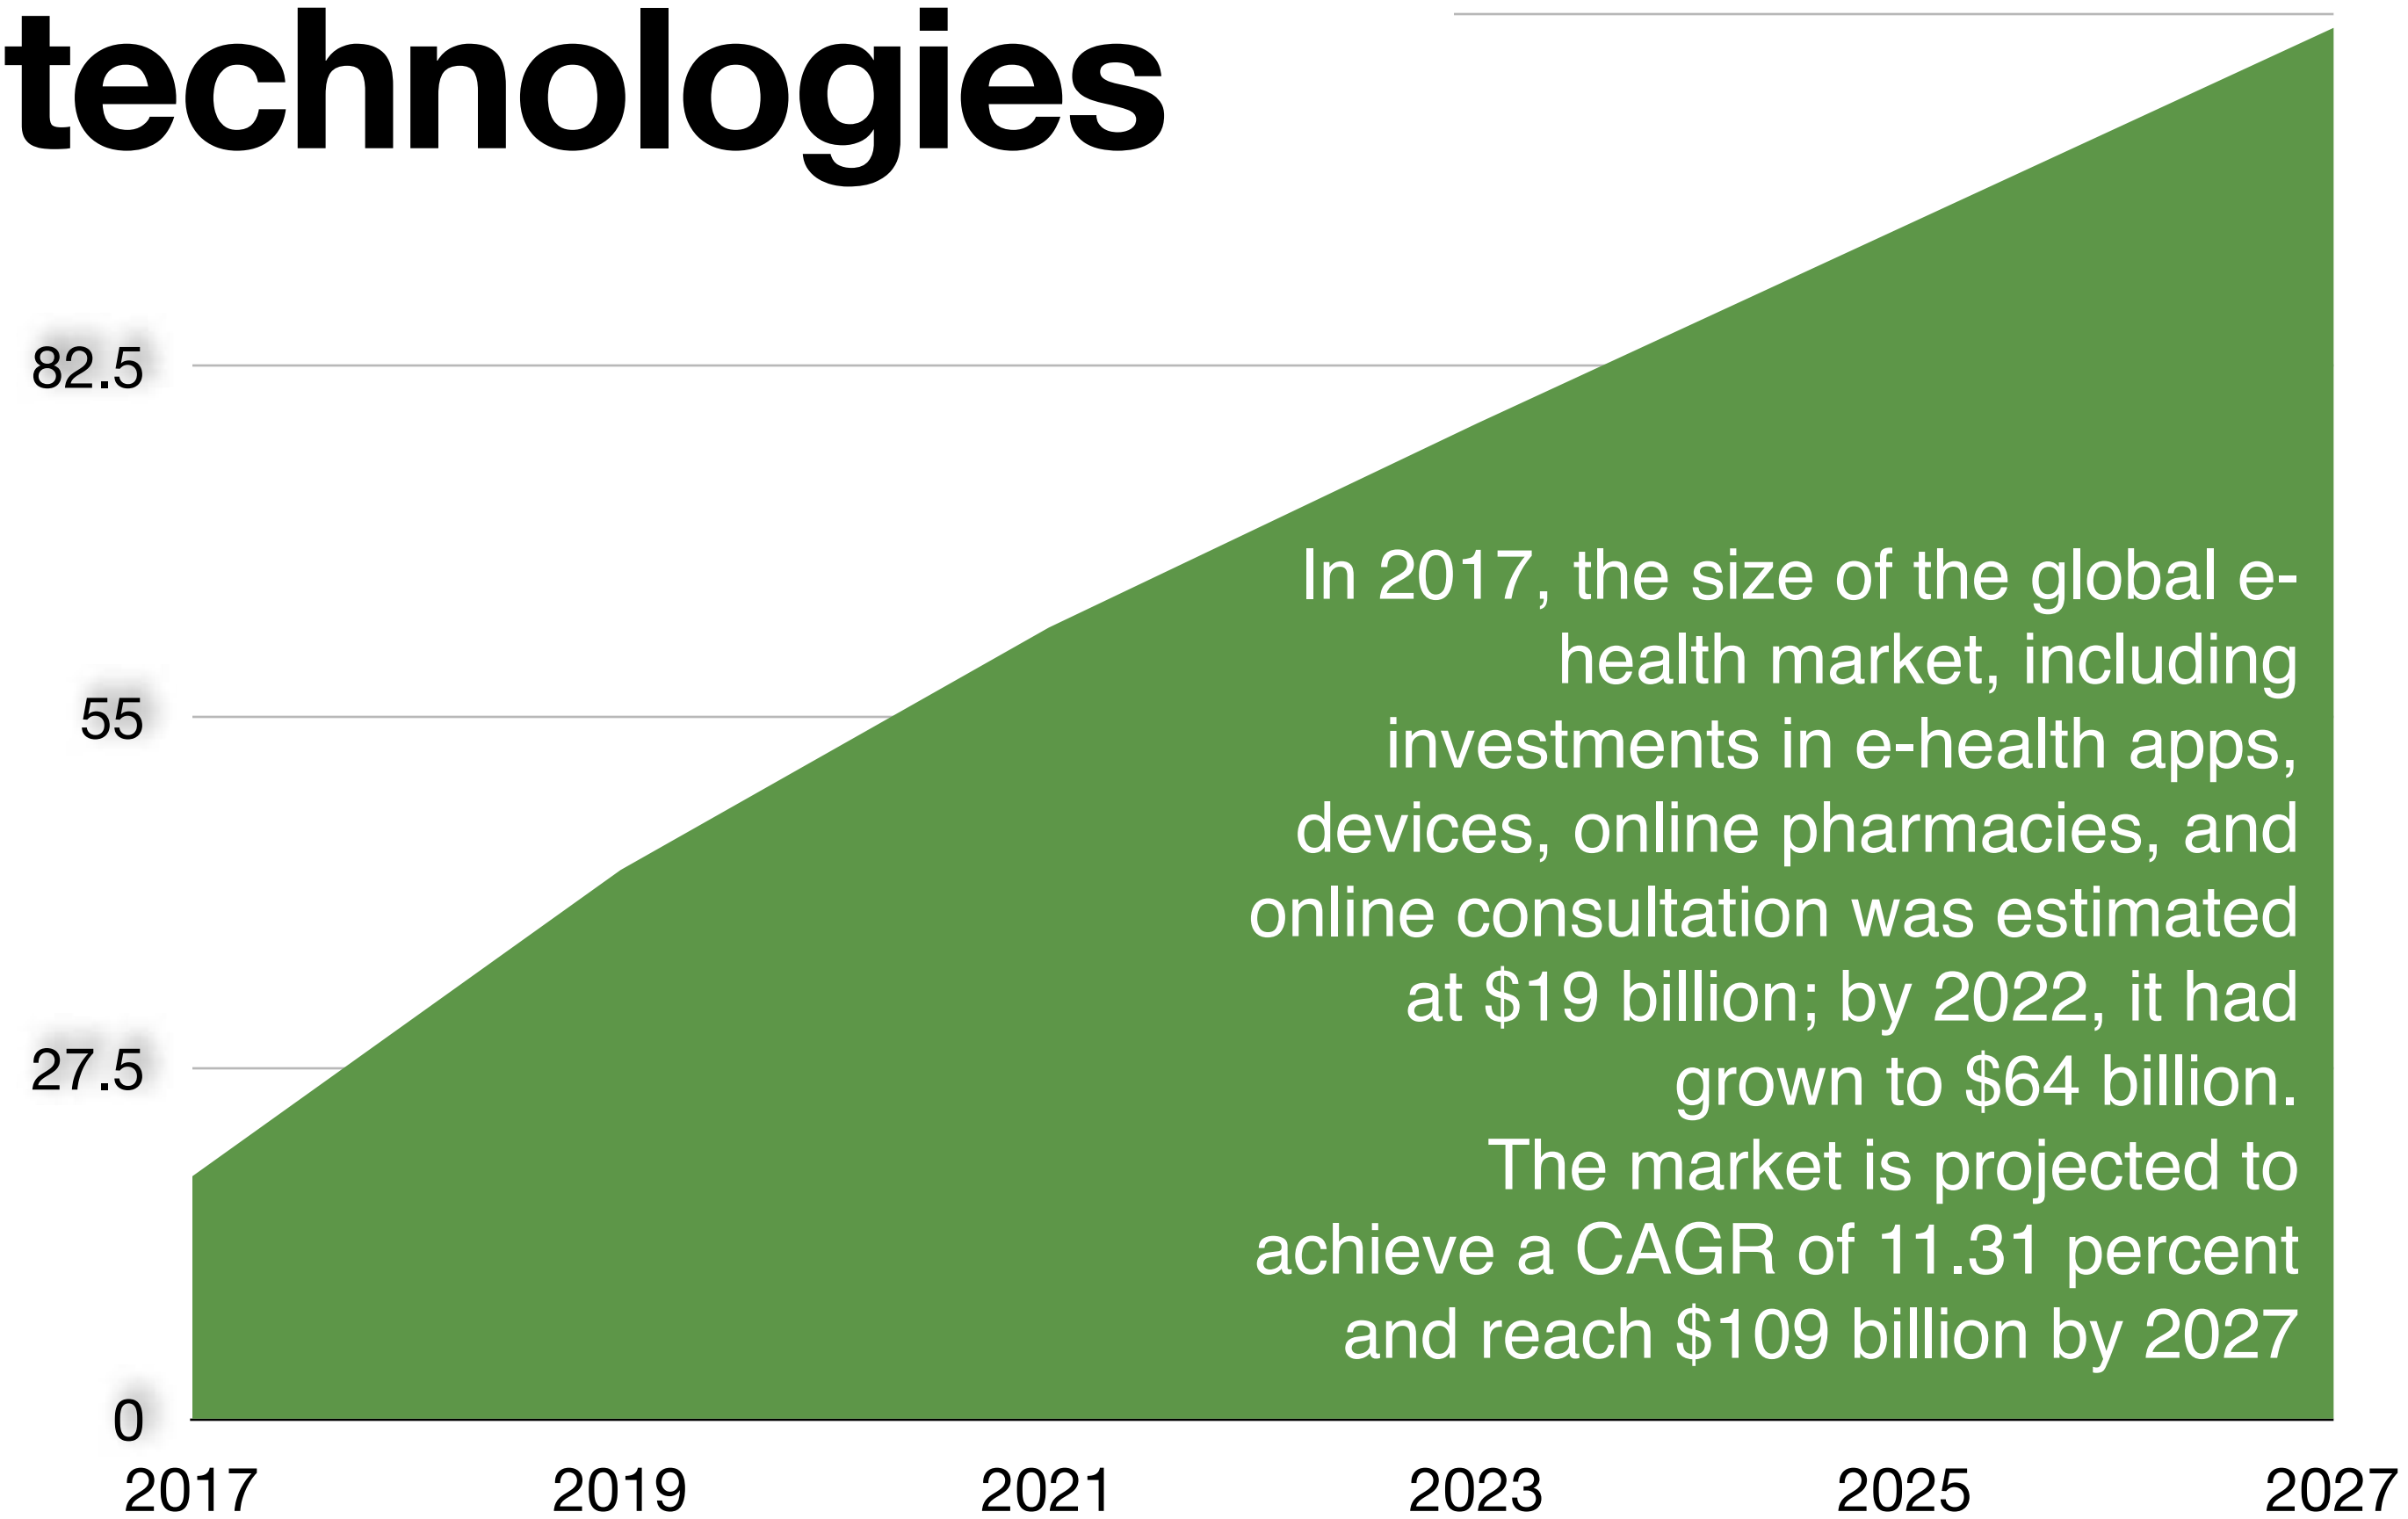 technologies
82.5
55
27.5
0
In 2017, the size of the global e-
health market, including
investments in e-health apps,
devices, online pharmacies, and
online consultation was estimated
at $19 billion; by 2022, it had
grown to $64 billion.
The market is projected to
achieve a CAGR of 11.31 percent
and reach $109 billion by 2027
2017 2019 2021 2023 2025 2027